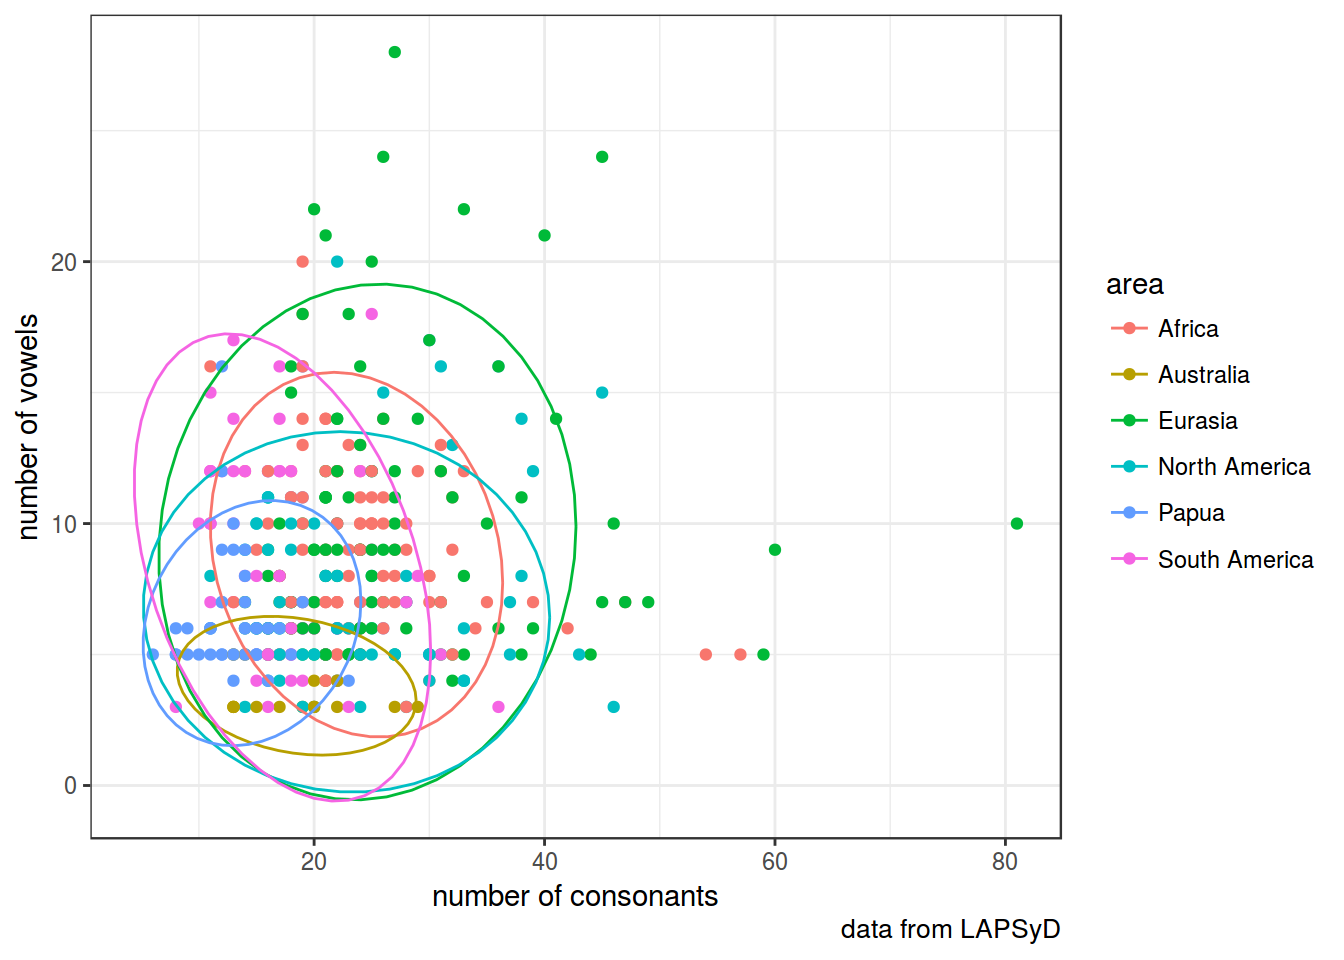 number of vowels
20
10
0
20
40
60
80
number of consonants
data from LAPSyD
area
Africa
Australia
Eurasia
North America
Papua
South America